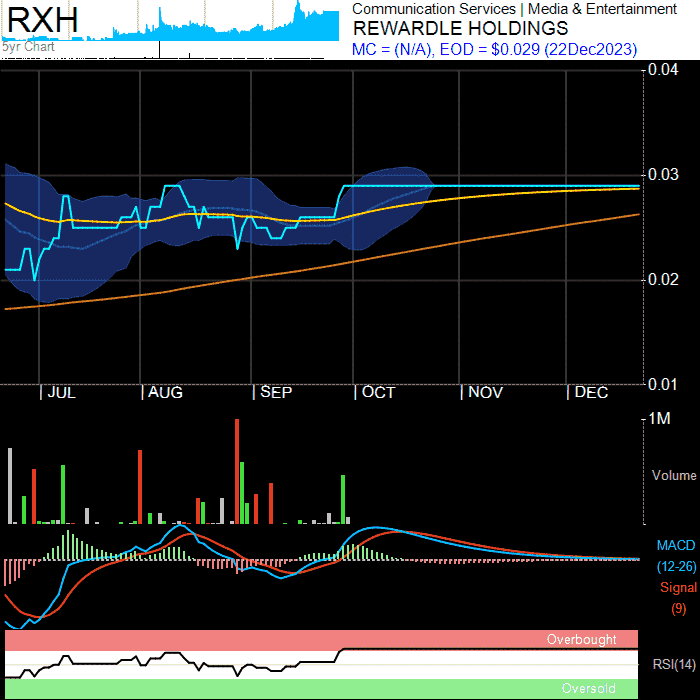 RXH
5yr Chart
Communication Services | Media & Entertainment
REWARDLE HOLDINGS
MC = (N/A), EOD = $0.029 (22Dec2023)
0.04
0.03
0.02
0.01
JUL AUG SEP OCT NOV DEC
1M
Volume
MACD
(12-26)
Signal
(9)
Overbought
RSI(14)
Oversold